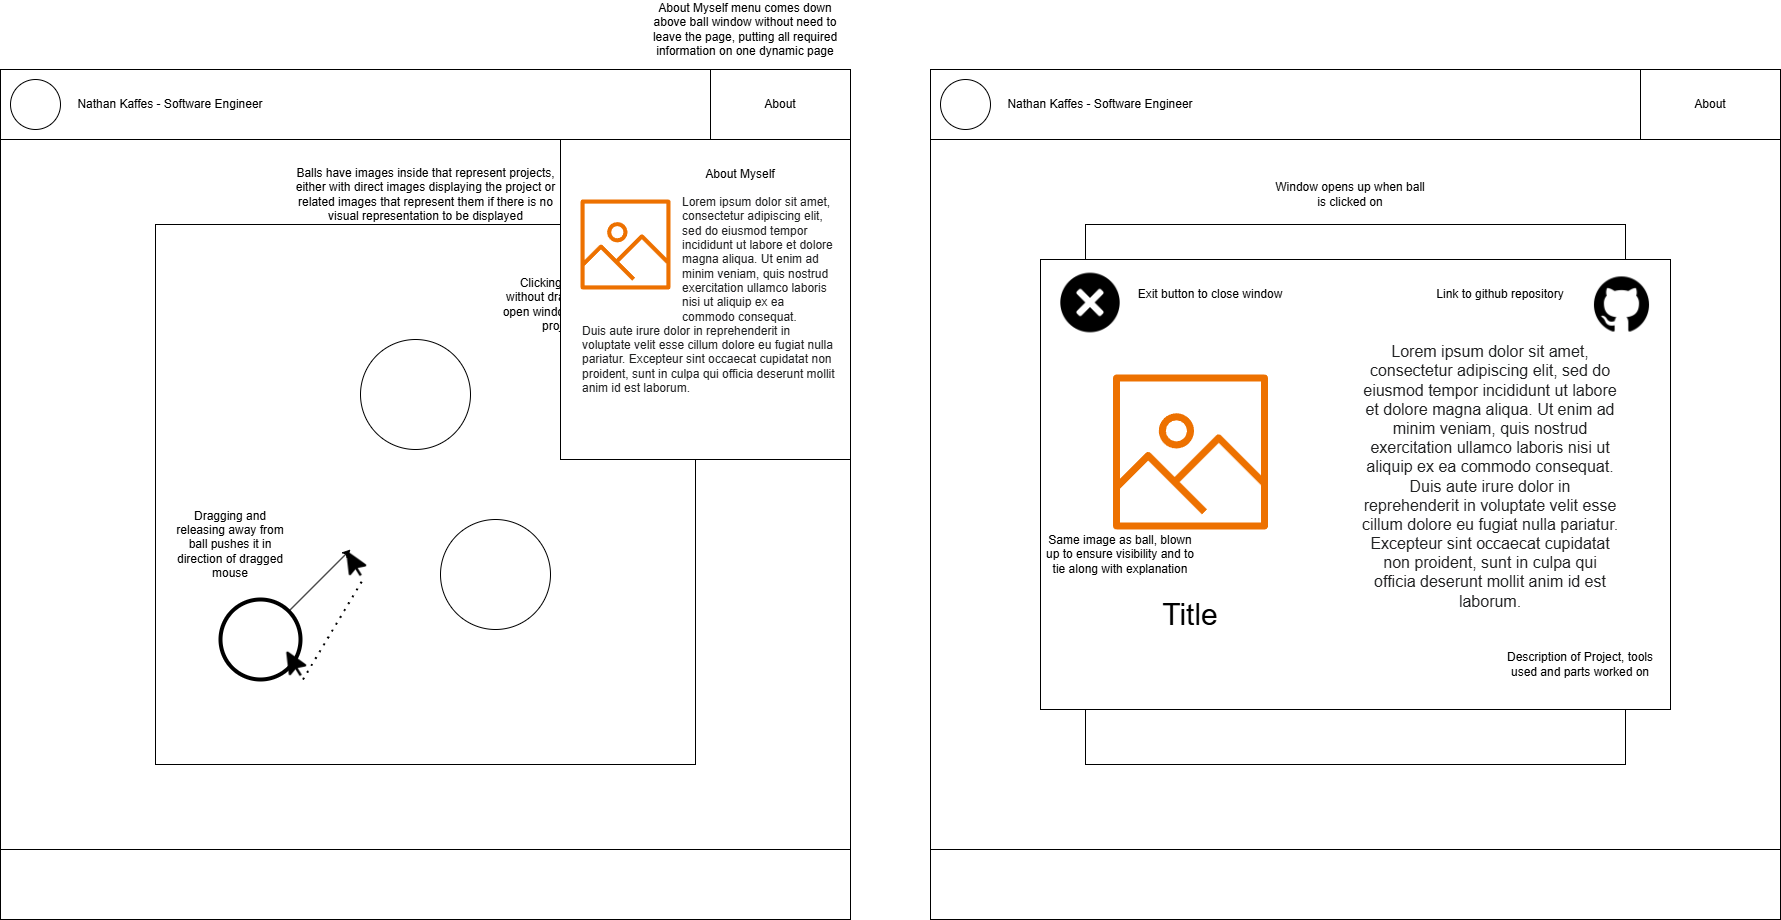 About Myself menu comes down
above ball window without need to
leave the page, putting all required
information on one dynamic page
Nathan Kaffes - Software Engineer
About
Balls have images inside that represent projects,
either with direct images displaying the project or
related images that represent them if there is no
visual representation to be displayed
About Myself
Lorem ipsum dolor sit amet,
consectetur adipiscing elit,
sed do eiusmod tempor
incididunt ut labore et dolore
magna aliqua. Ut enim ad
minim veniam, quis nostrud
exercitation ullamco laboris
nisi ut aliquip ex ea
commodo consequat.
Duis aute irure dolor in reprehenderit in
voluptate velit esse cillum dolore eu fugiat nulla
pariatur. Excepteur sint occaecat cupidatat non
proident, sunt in culpa qui officia deserunt mollit
anim id est laborum.
Clicking
without
open
Dragging and
releasing away from
ball pushes it in
direction of dragged
mouse
Nathan Kaffes - Software Engineer
About
Window opens up when ball
is clicked on
Exit button to close window
Link to github repository
Lorem ipsum dolor sit amet,
consectetur adipiscing elit, sed do
eiusmod tempor incididunt ut labore
et dolore magna aliqua. Ut enim ad
minim veniam, quis nostrud
exercitation ullamco laboris nisi ut
aliquip ex ea commodo consequat.
Duis aute irure dolor in
reprehenderit in voluptate velit esse
cillum dolore eu fugiat nulla pariatur.
Excepteur sint occaecat cupidatat
non proident, sunt in culpa qui
officia deserunt mollit anim id est
laborum.
Same image as ball, blown
up to ensure visibility and to
tie along with explanation
Title
Description of Project, tools
used and parts worked on